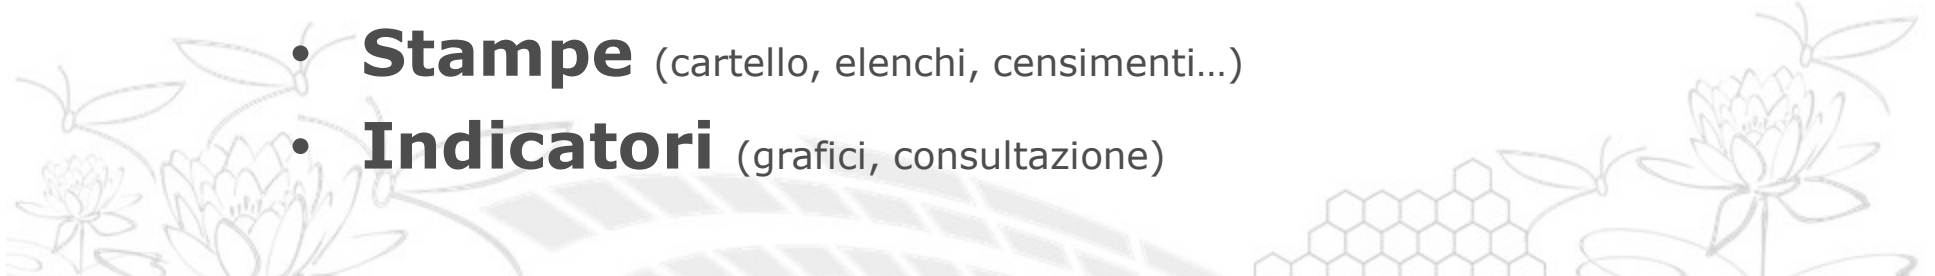 • Stampe (cartello, elenchi, censimenti…)
• Indicatori (grafici, consultazione)